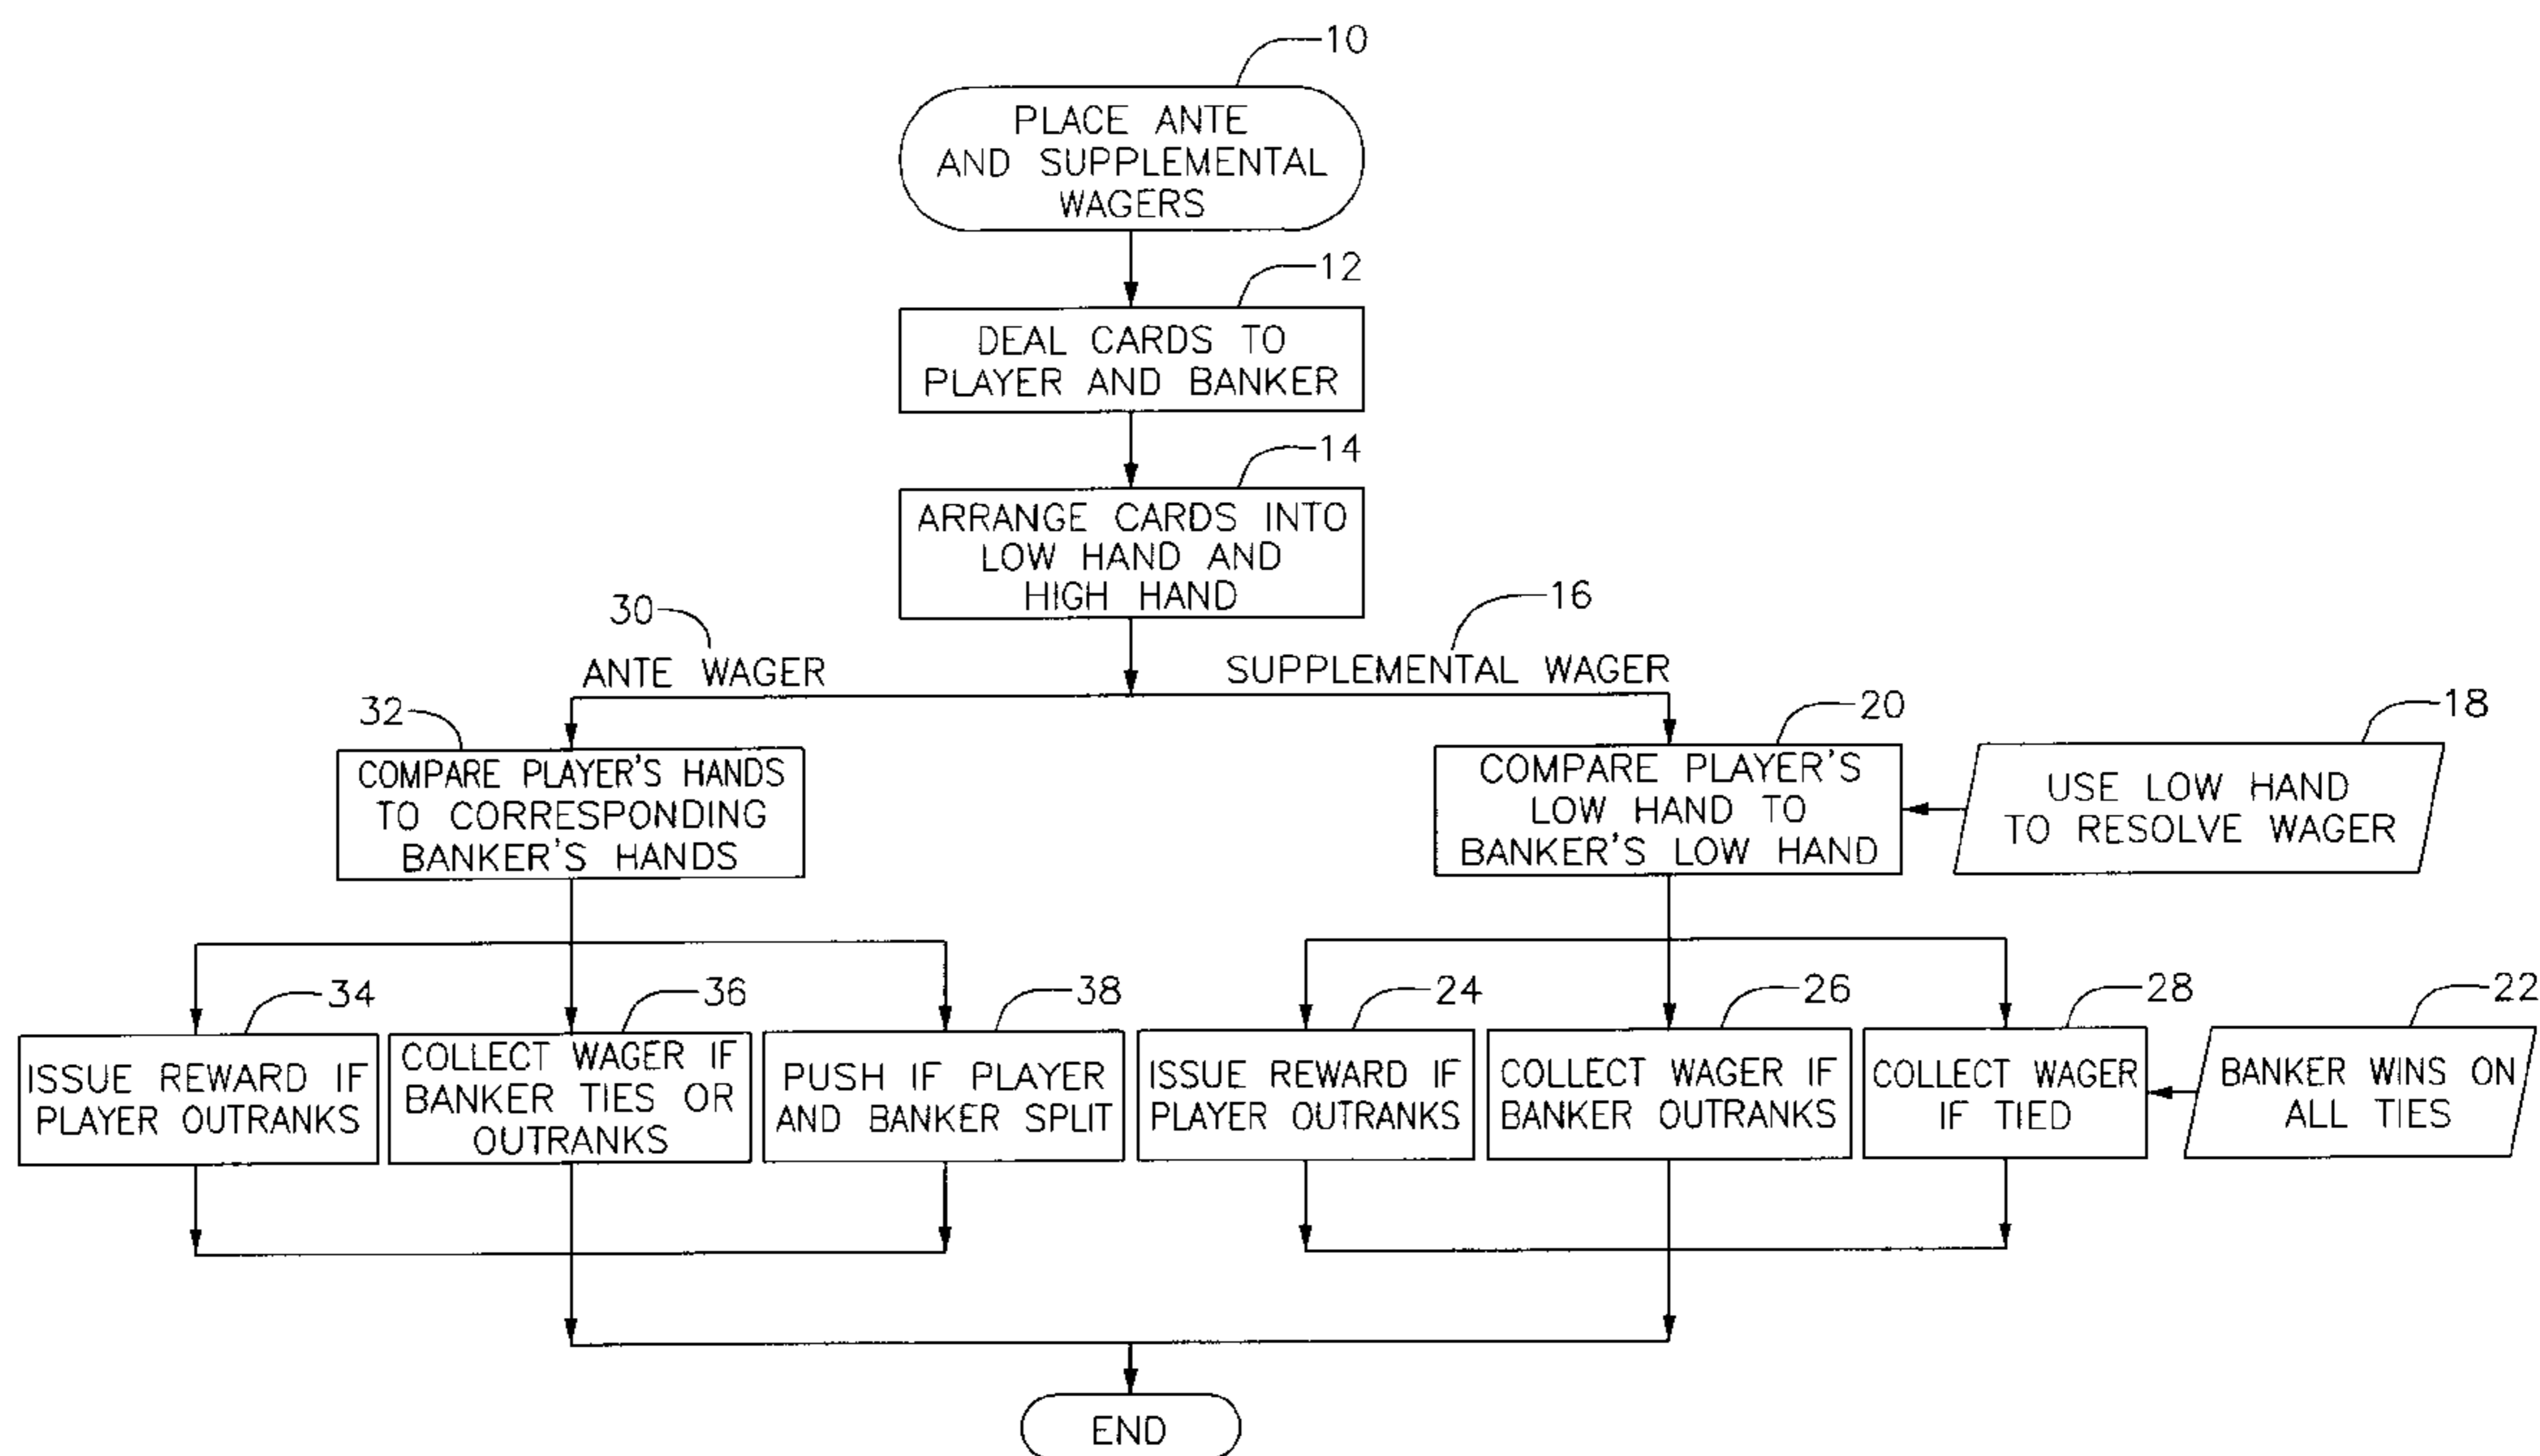 10
PLACE ANTE
AND SUPPLEMENTAL
WAGERS
12
DEAL CARDS TO
PLAYER AND BANKER
14
ARRANGE CARDS INTO
LOW HAND AND
HIGH HAND
30
ANTE WAGER
16
SUPPLEMENTAL WAGER
32
COMPARE PLAYER'S HANDS
TO CORRESPONDING
BANKER'S HANDS
20
COMPARE PLAYER'S
LOW HAND TO
BANKER'S LOW HAND
18
USE LOW HAND
TO RESOLVE WAGER
34
ISSUE REWARD IF
PLAYER OUTRANKS
36
COLLECT WAGER IF
BANKER TIES OR
OUTRANKS
38
PUSH IF PLAYER
AND BANKER SPLIT
24
ISSUE REWARD IF
PLAYER OUTRANKS
26
COLLECT WAGER IF
BANKER OUTRANKS
28
COLLECT WAGER
IF TIED
22
BANKER WINS ON
ALL TIES
END